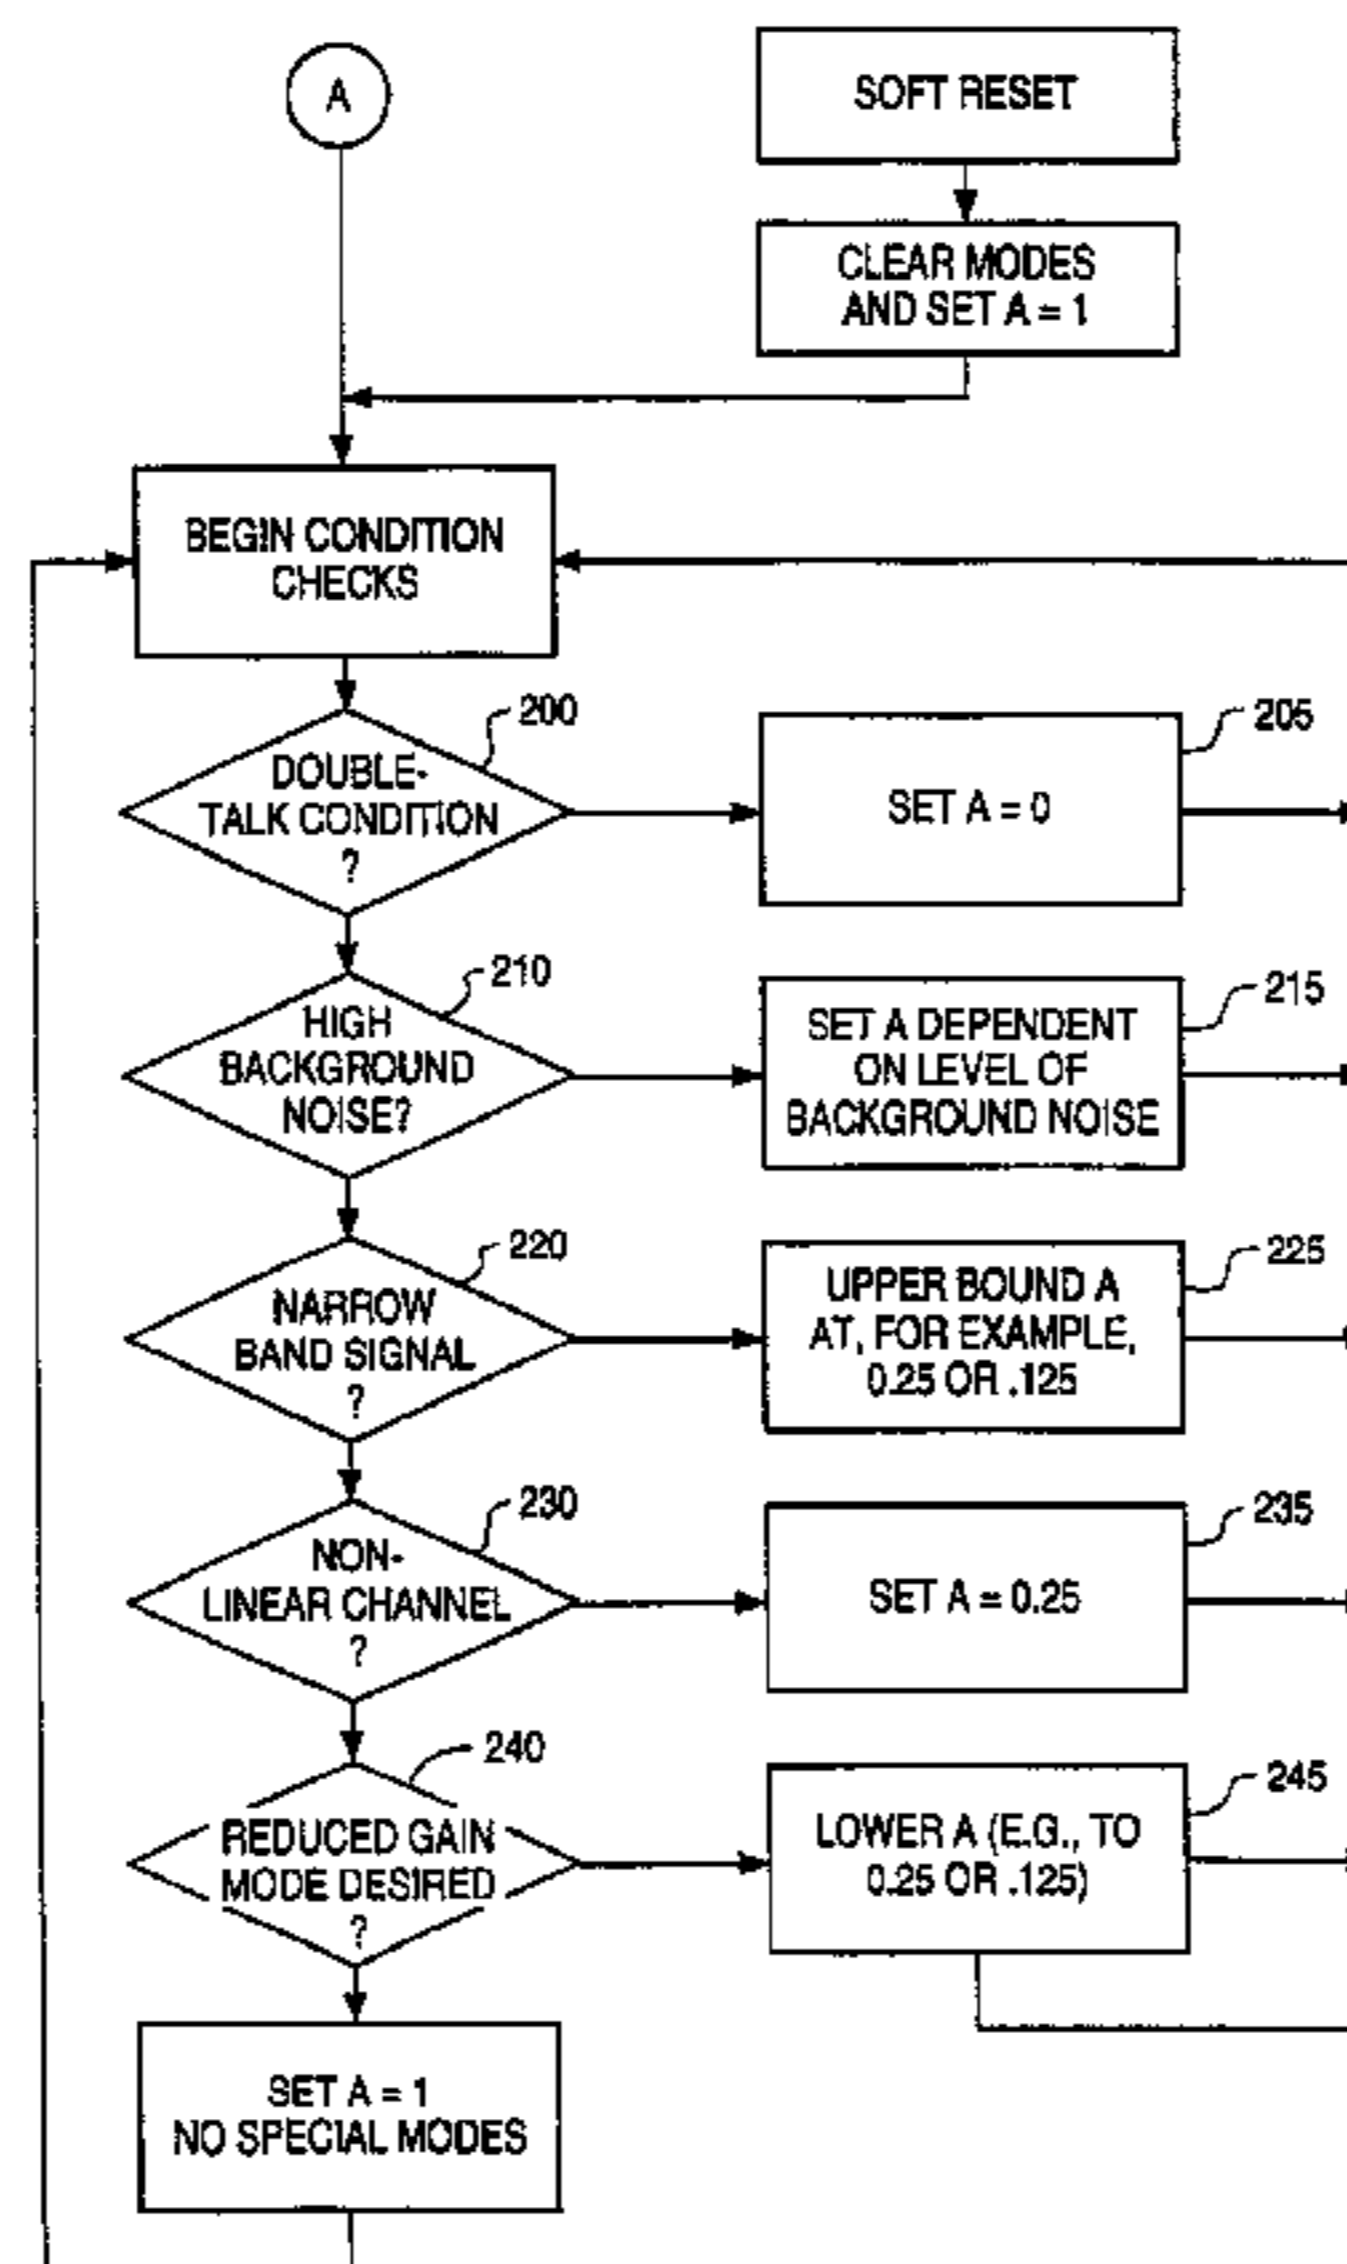 A
SOFT RESET
CLEAR MODES
AND SET A = 1
BEGIN CONDITION
CHECKS
200
DOUBLE-
TALK CONDITION
?
205
SET A = 0
210
HIGH
BACKGROUND
NOISE?
215
SET A DEPENDENT
ON LEVEL OF
BACKGROUND NOISE
220
NARROW
BAND SIGNAL
?
225
UPPER BOUND A
AT, FOR EXAMPLE,
0.25 OR .125
230
NON-
LINEAR CHANNEL
?
235
SET A = 0.25
240
REDUCED GAIN
MODE DESIRED
?
245
LOWER A (E.G., TO
0.25 OR .125)
SET A = 1
NO SPECIAL MODES